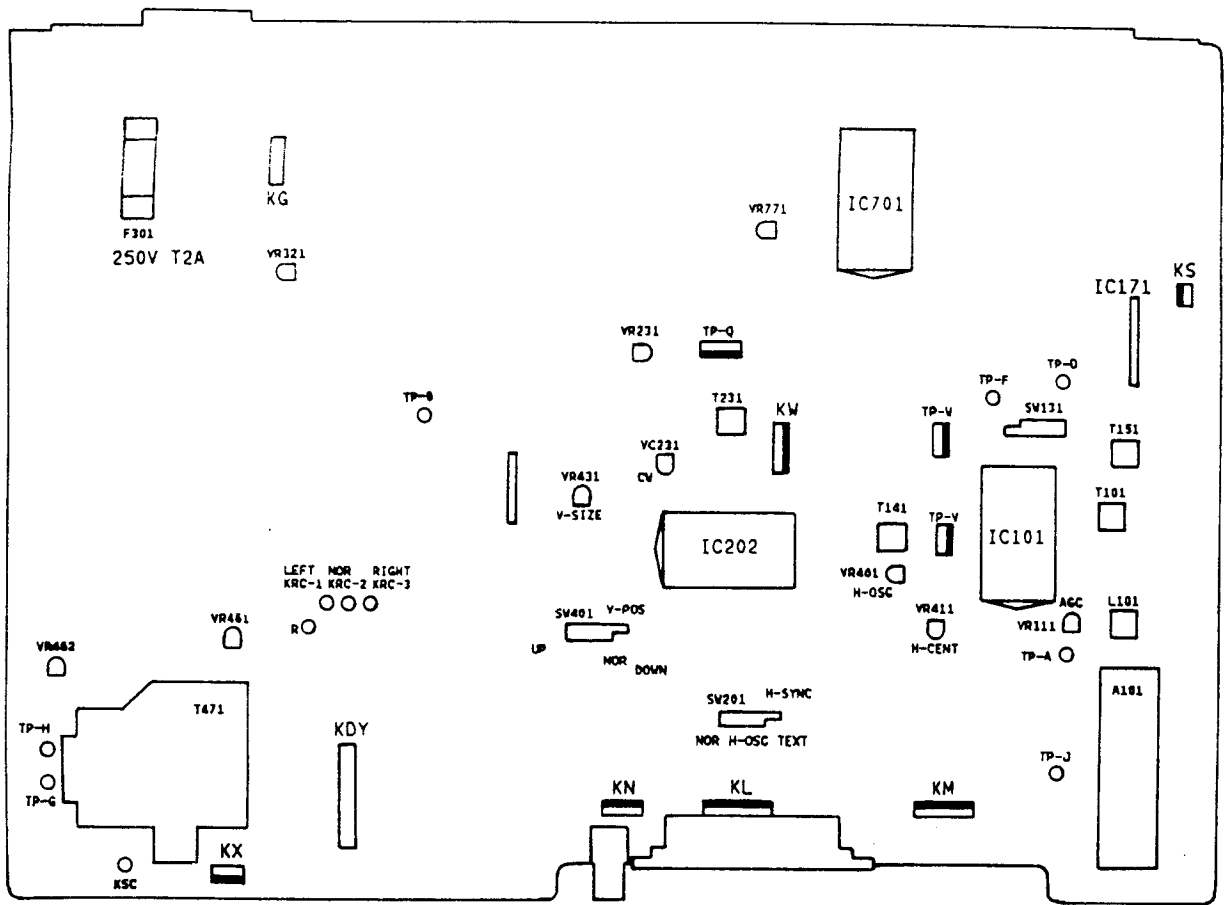 F301
250V T2A
KG
VR321
VR771
IC701
KS
IC171
VR231
TP-Q
TP-D
TP-F
TP-B
T231
KW
TP-W
SW131
T151
VC231
CW
VR431
V-SIZE
T101
T141
TP-V
IC202
IC101
LEFT NOR RIGHT
KRC-1 KRC-2 KRC-3
VR401
H-OSC
R
VR461
SW401 Y-POS
UP NOR DOWN
VR411
H-CENT
AGC
VR111
L101
TP-A
VR462
T471
A101
SW201 H-SYNC
NOR H-OSC TEXT
TP-H
KDY
TP-J
TP-G
KN
KL
KM
KX
KSC